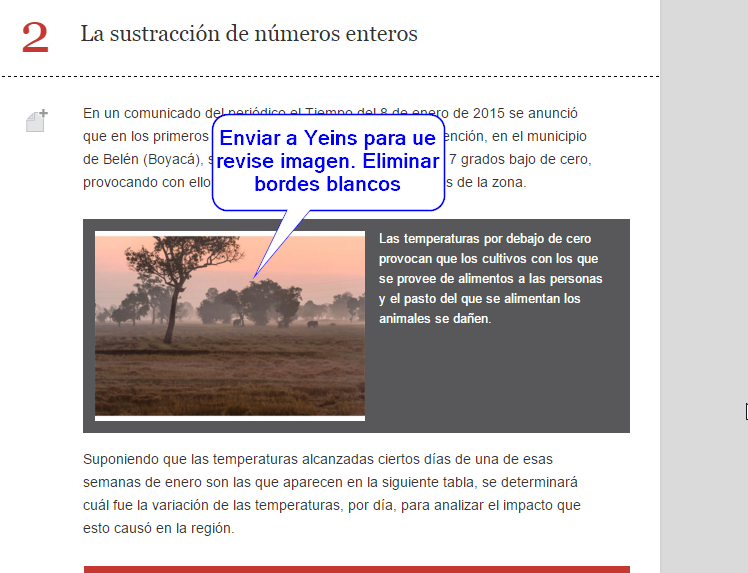 2 La sustracción de números enteros
En un comunicado del periódico el Tiempo del 8 de enero de 2015 se anunció
que en los primeros ención, en el municipio
de Belén (Boyacá), 7 grados bajo de cero,
provocando con ello s de la zona.
Enviar a Yeins para ue
revise imagen. Eliminar
bordes blancos
Las temperaturas por debajo de cero
provocan que los cultivos con los que
se provee de alimentos a las personas
y el pasto del que se alimentan los
animales se dañen.
Suponiendo que las temperaturas alcanzadas ciertos días de una de esas
semanas de enero son las que aparecen en la siguiente tabla, se determinará
cuál fue la variación de las temperaturas, por día, para analizar el impacto que
esto causó en la región.